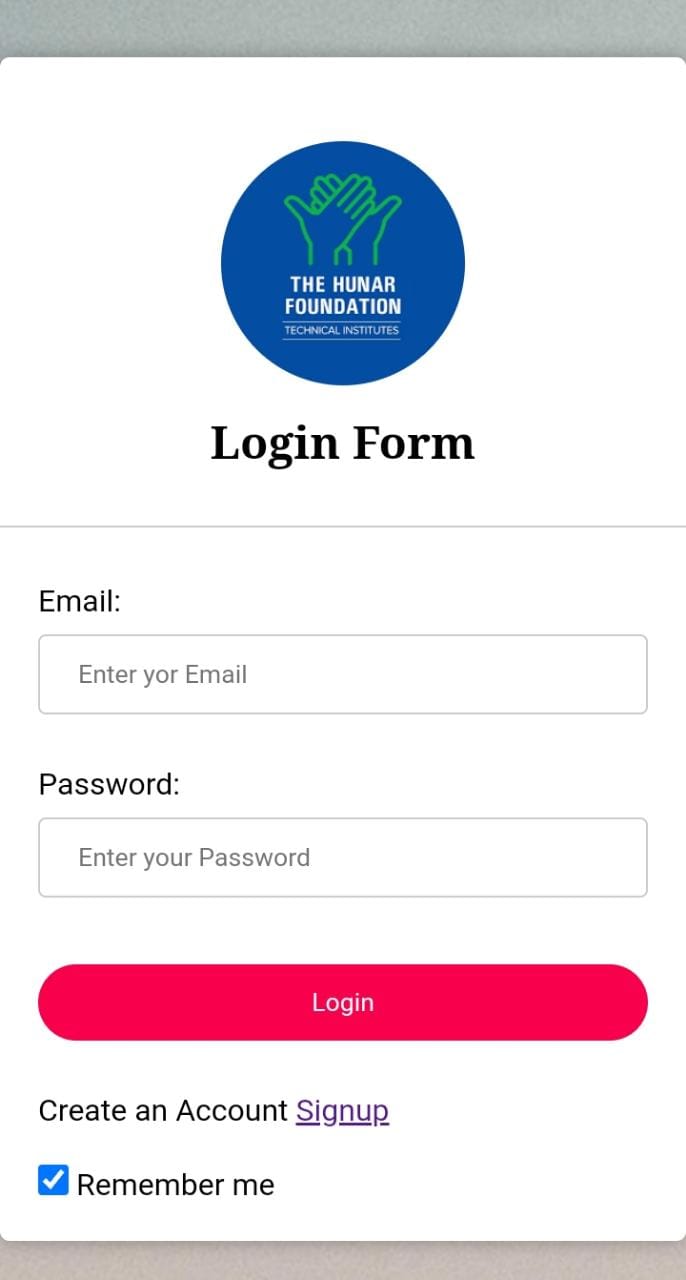 THE HUNAR
FOUNDATION
TECHNICAL INSTITUTES
Login Form
Email:
Enter yor Email
Password:
Enter your Password
Login
Create an Account Signup
Remember me